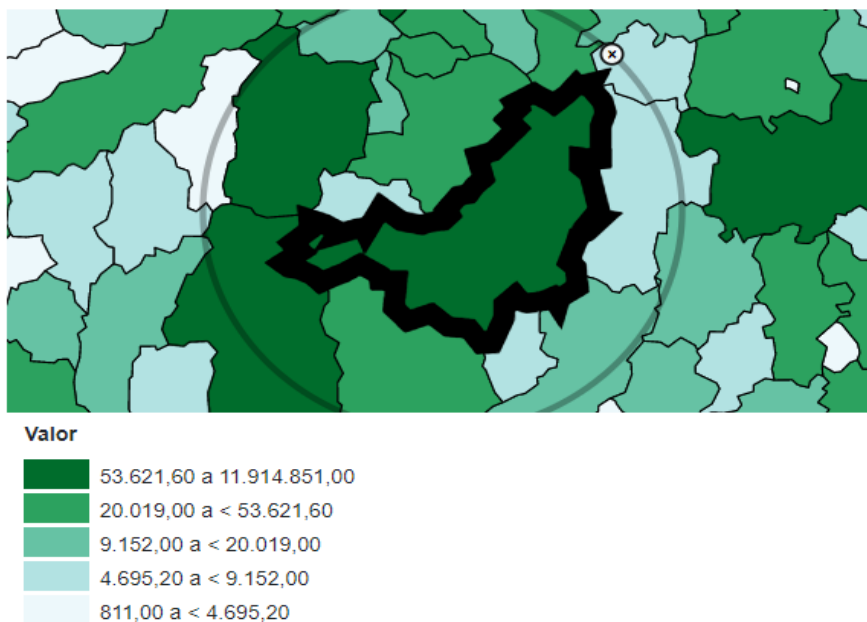 Valor
53.621,60 a 11.914.851,00
20.019,00 a < 53.621,60
9.152,00 a < 20.019,00
4.695,20 a < 9.152,00
811,00 a < 4.695,20